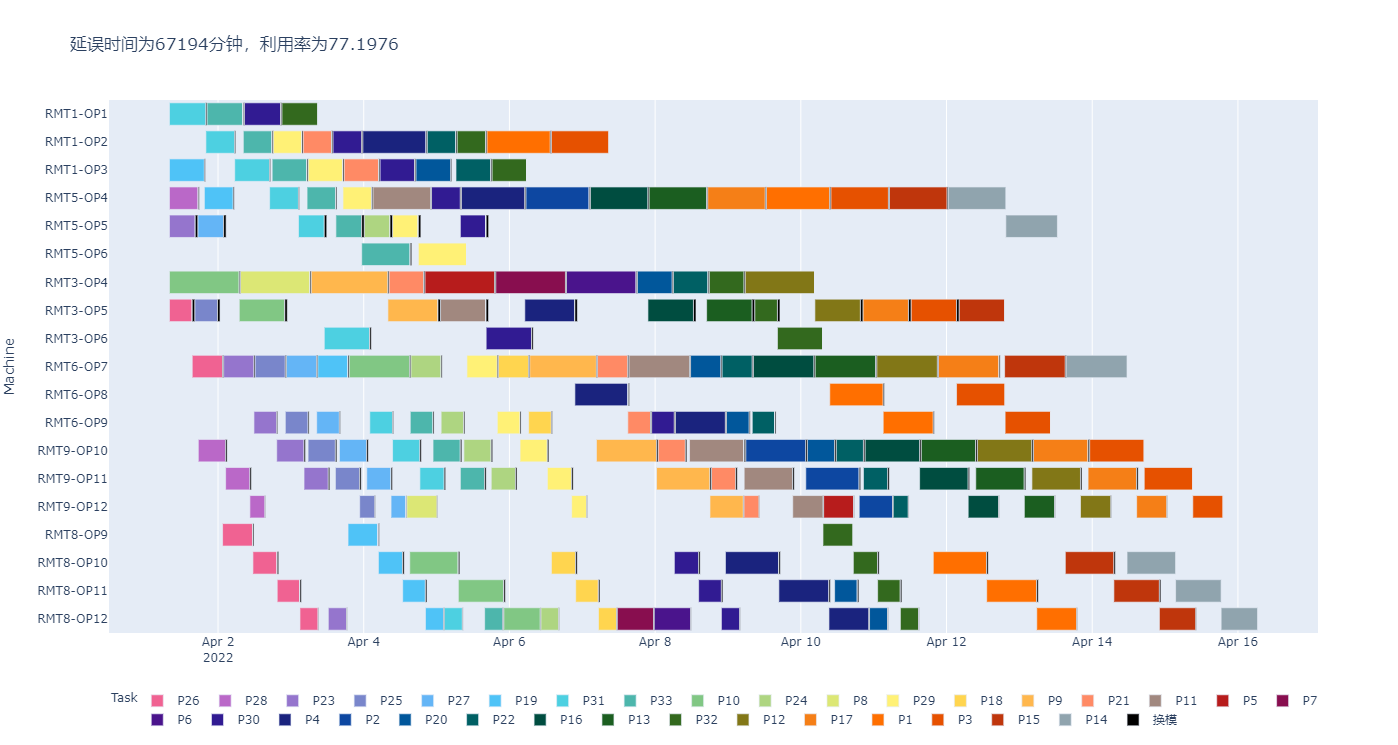 延误时间为67194分钟，利用率为77.1976
Machine
RMT1-OP1
RMT1-OP2
RMT1-OP3
RMT5-OP4
RMT5-OP5
RMT5-OP6
RMT3-OP4
RMT3-OP5
RMT3-OP6
RMT6-OP7
RMT6-OP8
RMT6-OP9
RMT9-OP10
RMT9-OP11
RMT9-OP12
RMT8-OP9
RMT8-OP10
RMT8-OP11
RMT8-OP12
Apr 2 Apr 4 Apr 6 Apr 8 Apr 10 Apr 12 Apr 14 Apr 16
2022
Task P26 P28 P23 P25 P27 P19 P31 P33 P10 P24 P8 P29 P18 P9 P21 P11 P5 P7
P6 P30 P4 P2 P20 P22 P16 P13 P32 P12 P17 P1 P3 P15 P14 换模